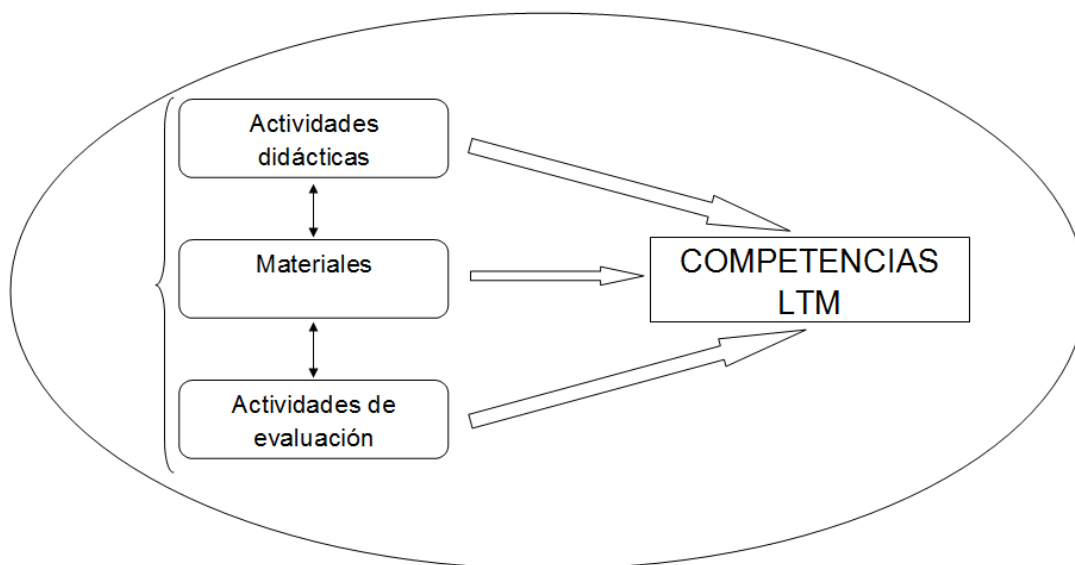 Actividades
didácticas
Materiales
COMPETENCIAS
LTM
Actividades de
evaluación